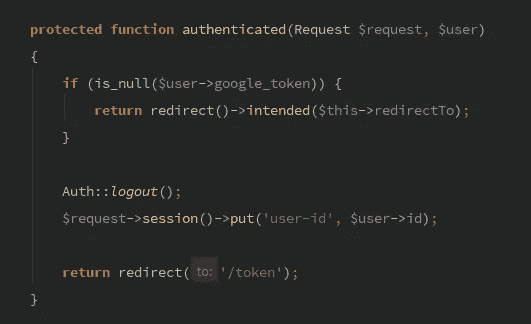 protected function authenticated(Request $request, $user)
{
if (is_null($user->google_token)) {
return redirect()->intended($this->redirectTo);
}
Auth::logout();
$request->session()->put('user-id', $user->id);
return redirect( to: '/token');
}